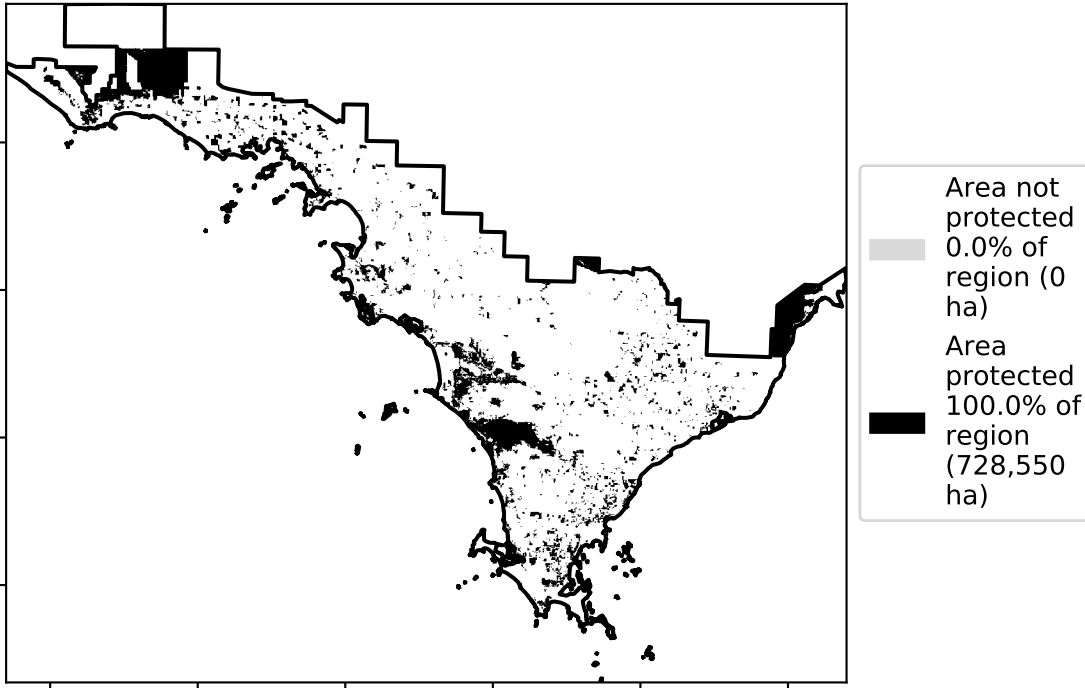 Area not
protected
0.0% of
region (0
ha)
Area
protected
100.0% of
region
(728,550
ha)